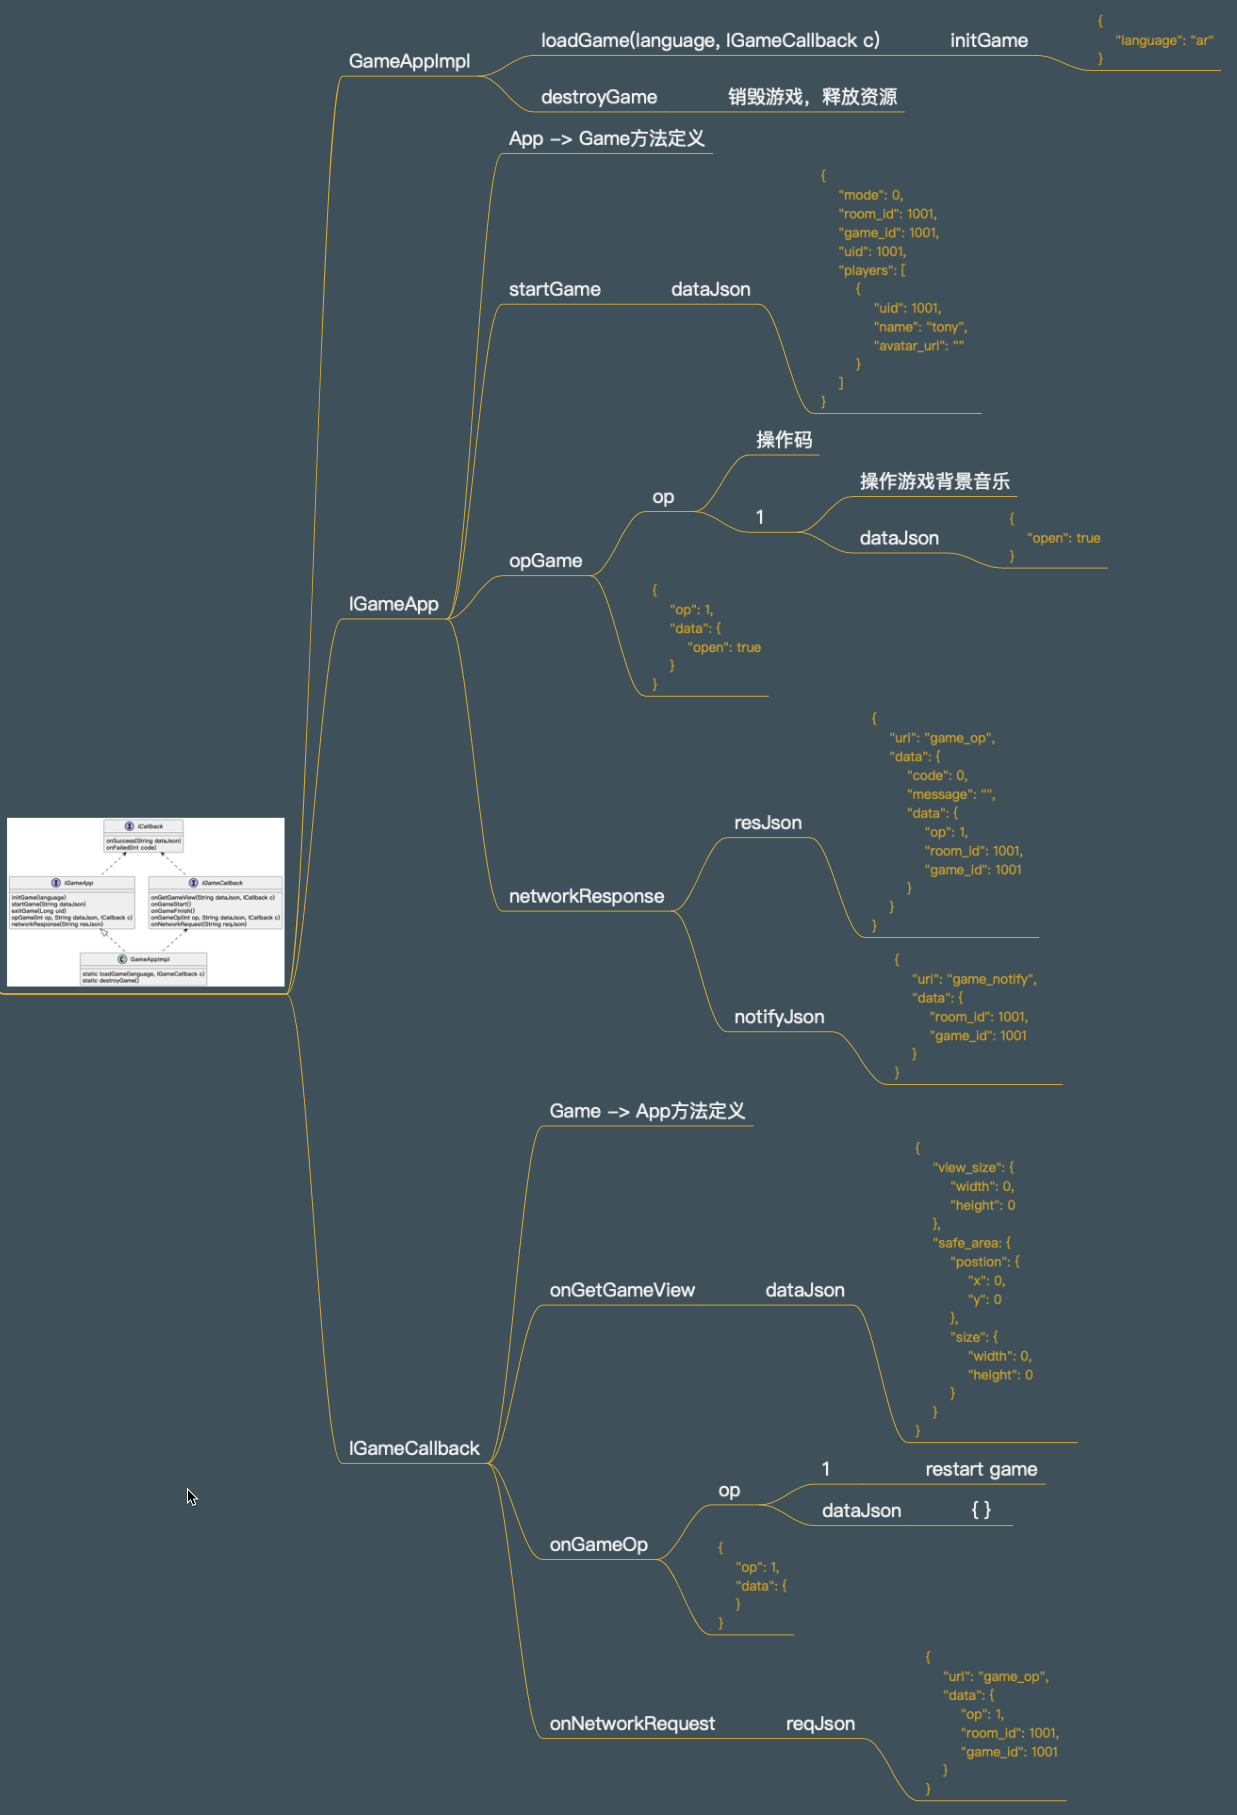 GameAppImpl
loadGame(language, IGameCallback c)
initGame
{
"language": "ar"
}
destroyGame
销毁游戏，释放资源
IGameApp
App -> Game方法定义
startGame
dataJson
{
"mode": 0,
"room_id": 1001,
"game_id": 1001,
"uid": 1001,
"players": [
{
"uid": 1001,
"name": "tony",
"avatar_url": ""
}
]
}
opGame
op
操作码
1
操作游戏背景音乐
dataJson
{
"open": true
}
{
"op": 1,
"data": {
"open": true
}
}
networkResponse
resJson
{
"uri": "game_op",
"data": {
"code": 0,
"message": "",
"data": {
"op": 1,
"room_id": 1001,
"game_id": 1001
}
}
}
notifyJson
{
"uri": "game_notify",
"data": {
"room_id": 1001,
"game_id": 1001
}
}
I ICallback
onSuccess(String dataJson)
onFailed(int code)
I IGameApp
initGame(language)
startGame(String dataJson)
exitGame(Long uid)
opGame(int op, String dataJson, ICallback c)
networkResponse(String resJson)
I IGameCallback
onGetGameView(String dataJson, ICallback c)
onGameStart()
onGameFinish()
onGameOp(int op, String dataJson, ICallback c)
onNetworkRequest(String reqJson)
C GameAppImpl
static loadGame(language, IGameCallback c)
static destroyGame()
IGameCallback
Game -> App方法定义
onGetGameView
dataJson
{
"view_size": {
"width": 0,
"height": 0
},
"safe_area: {
"postion": {
"x": 0,
"y": 0
},
"size": {
"width": 0,
"height": 0
}
}
}
onGameOp
op
1
restart game
dataJson
{ }
{
"op": 1,
"data": {
}
}
onNetworkRequest
reqJson
{
"uri": "game_op",
"data": {
"op": 1,
"room_id": 1001,
"game_id": 1001
}
}